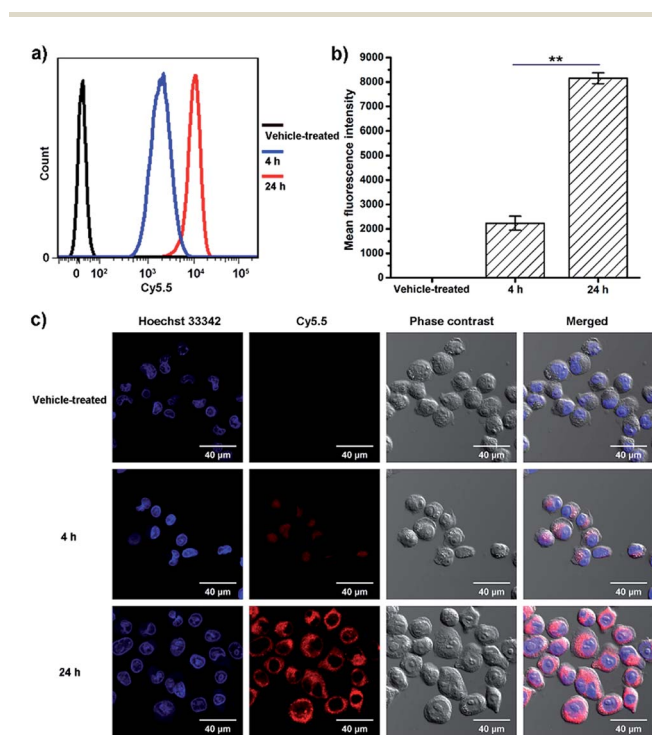 a)
Count
0
0 10² 10³ 10⁴ 10⁵
Cy5.5
Vehicle-treated
4 h
24 h
b)
Mean fluorescence intensity
9000
8000
7000
6000
5000
4000
3000
2000
1000
0
**
Vehicle-treated 4 h 24 h
c)
Hoechst 33342 Cy5.5 Phase contrast Merged
Vehicle-treated
40 µm 40 µm 40 µm 40 µm
4 h
40 µm 40 µm 40 µm 40 µm
24 h
40 µm 40 µm 40 µm 40 µm